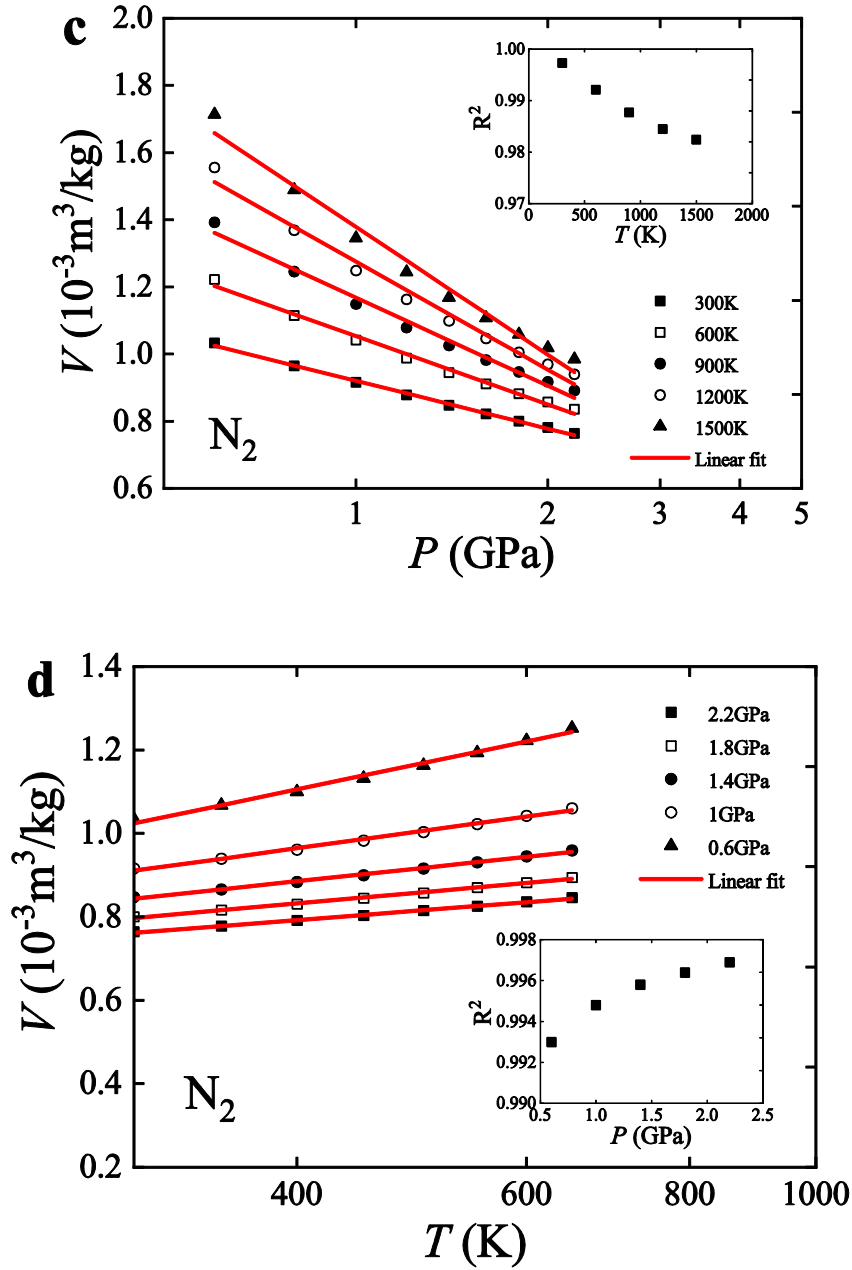 c
2.0
1.8
1.6
1.4
1.2
1.0
0.8
0.6
V (10⁻³m³/kg)
1 2 3 4 5
P (GPa)
N₂
1.00
0.99
0.98
0.97
R²
0 500 1000 1500 2000
T (K)
300K
600K
900K
1200K
1500K
Linear fit
d
1.4
1.2
1.0
0.8
0.6
0.4
0.2
V (10⁻³m³/kg)
400 600 800 1000
T (K)
N₂
2.2GPa
1.8GPa
1.4GPa
1GPa
0.6GPa
Linear fit
0.998
0.996
0.994
0.992
0.990
R²
0.5 1.0 1.5 2.0 2.5
P (GPa)